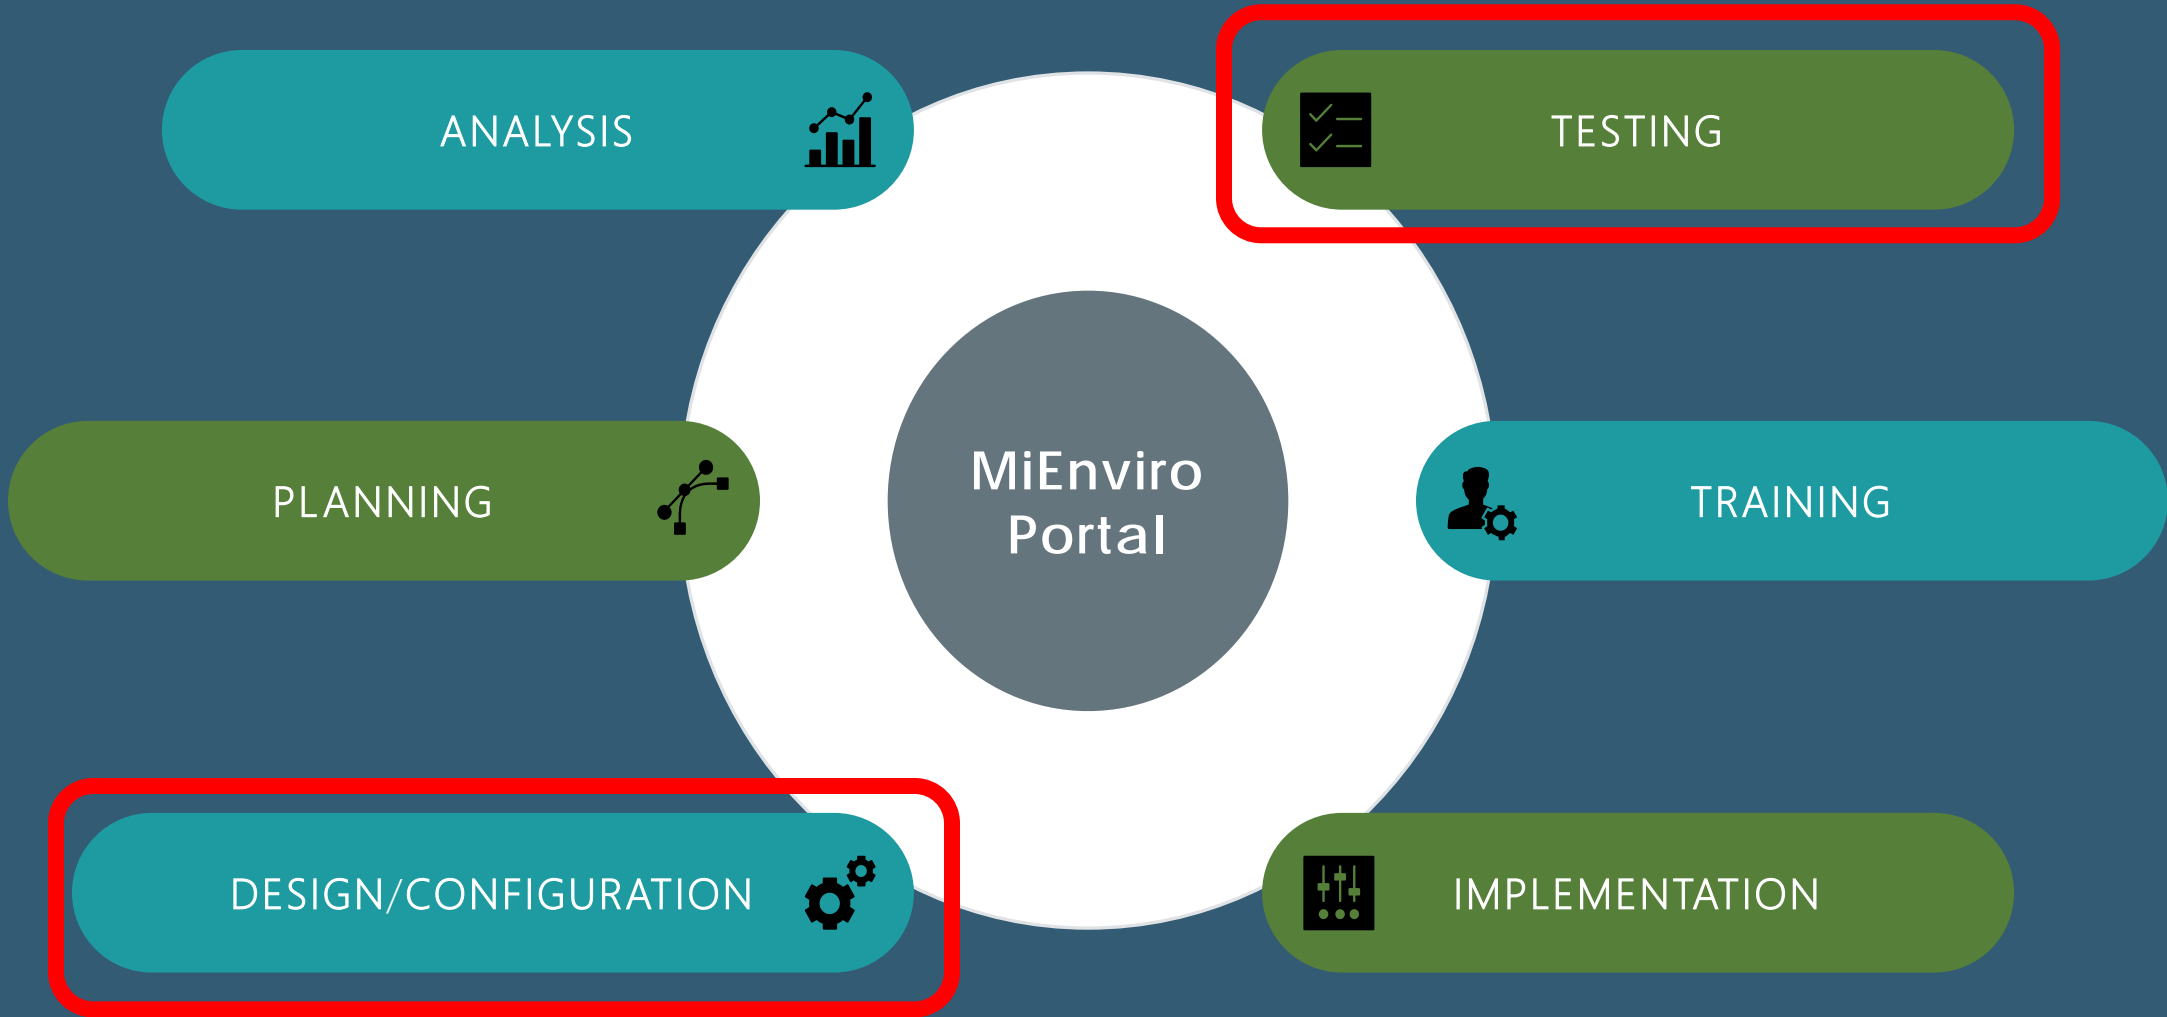 ANALYSIS
PLANNING
DESIGN/CONFIGURATION
MiEnviro
Portal
TESTING
TRAINING
IMPLEMENTATION